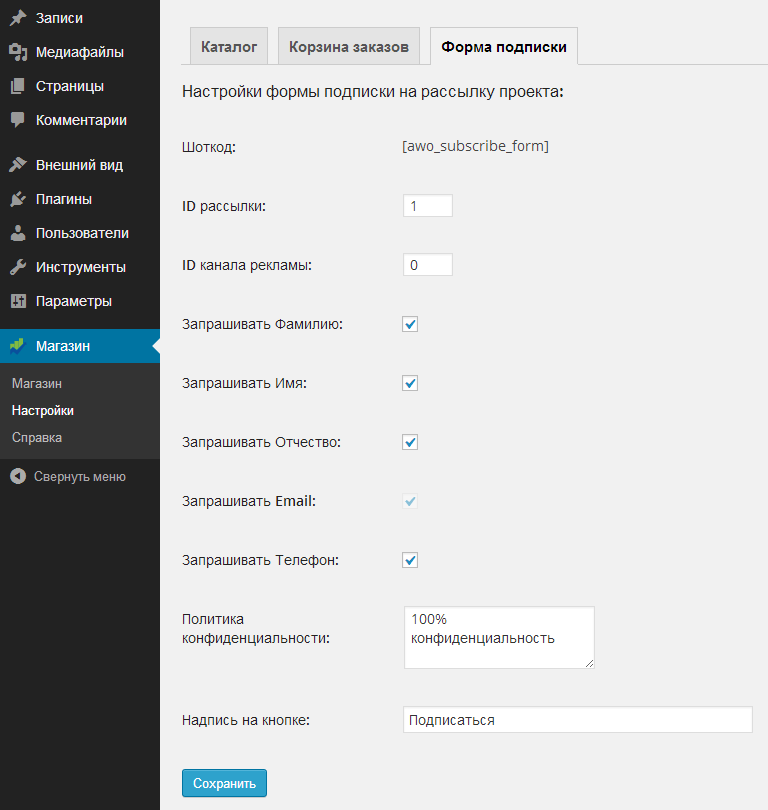 Записи
Медиафайлы
Страницы
Комментарии
Внешний вид
Плагины
Пользователи
Инструменты
Параметры
Магазин
Магазин
Настройки
Справка
Свернуть меню
Каталог
Корзина заказов
Форма подписки
Настройки формы подписки на рассылку проекта:
Шоткод:
[awo_subscribe_form]
ID рассылки:
1
ID канала рекламы:
0
Запрашивать Фамилию:
Запрашивать Имя:
Запрашивать Отчество:
Запрашивать Email:
Запрашивать Телефон:
Политика
конфиденциальности:
100%
конфиденциальность
Надпись на кнопке:
Подписаться
Сохранить